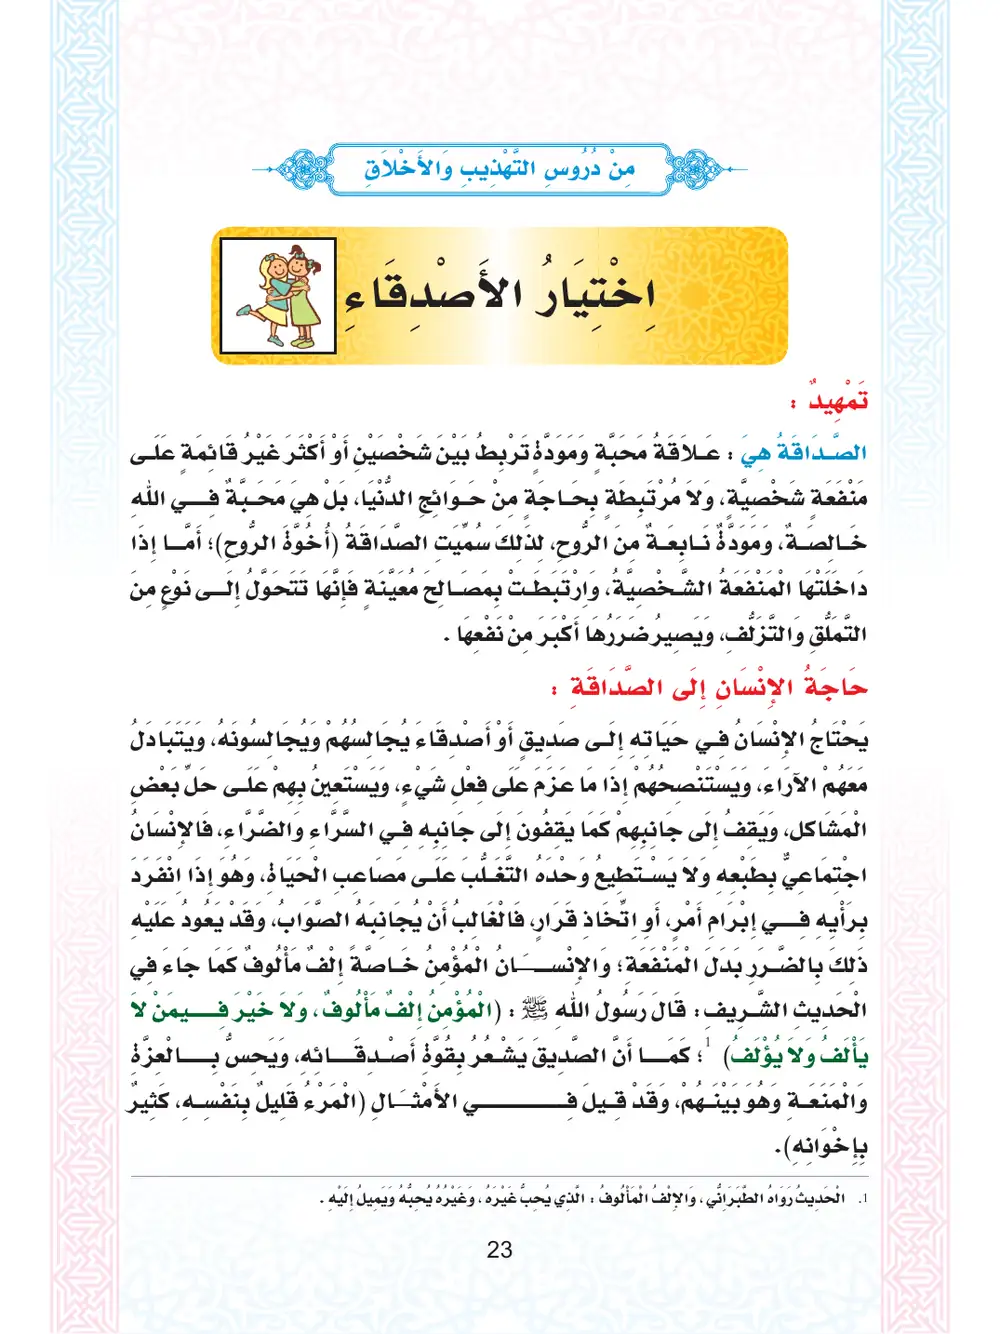 مِنْ دُرُوسِ التَّهْذِيبِ وَالأَخْلَاقِ
اِخْتِيَارُ الأَصْدِقَاءِ
تَمْهِيدٌ :
الصَّدَاقَةُ هِيَ : عَلاَقَةُ مَحَبَّةٍ وَمَوَدَّةٍ تَرْبِطُ بَيْنَ شَخْصَيْنِ أَوْ أَكْثَرَ غَيْرُ قَائِمَةٍ عَلَى
مَنْفَعَةٍ شَخْصِيَّةٍ، وَلاَ مُرْتَبِطَةٍ بِحَاجَةٍ مِنْ حَوَائِجِ الدُّنْيَا، بَلْ هِيَ مَحَبَّةٌ فِي اللهِ
خَالِصَةٌ، وَمَوَدَّةٌ نَابِعَةٌ مِنَ الرُّوحِ، لِذَلِكَ سُمِّيَتِ الصَّدَاقَةُ (أُخُوَّةَ الرُّوحِ)؛ أَمَّا إِذَا
دَاخَلَتْهَا الْمَنْفَعَةُ الشَّخْصِيَّةُ، وَارْتَبَطَتْ بِمَصَالِحَ مُعَيَّنَةٍ فَإِنَّهَا تَتَحَوَّلُ إِلَى نَوْعٍ مِنَ
التَّمَلُّقِ وَالتَّزَلُّفِ، وَيَصِيرُ ضَرَرُهَا أَكْبَرَ مِنْ نَفْعِهَا .
حَاجَةُ الإِنْسَانِ إِلَى الصَّدَاقَةِ :
يَحْتَاجُ الإِنْسَانُ فِي حَيَاتِهِ إِلَى صَدِيقٍ أَوْ أَصْدِقَاءَ يُجَالِسُهُمْ وَيُجَالِسُونَهُ، وَيَتَبَادَلُ
مَعَهُمْ الآرَاءَ، وَيَسْتَنْصِحُهُمْ إِذَا مَا عَزَمَ عَلَى فِعْلِ شَيْءٍ، وَيَسْتَعِينُ بِهِمْ عَلَى حَلِّ بَعْضِ
الْمَشَاكِلِ، وَيَقِفُ إِلَى جَانِبِهِمْ كَمَا يَقِفُونَ إِلَى جَانِبِهِ فِي السَّرَّاءِ وَالضَّرَّاءِ، فَالإِنْسَانُ
اجْتِمَاعِيٌّ بِطَبْعِهِ وَلاَ يَسْتَطِيعُ وَحْدَهُ التَّغَلُّبَ عَلَى مَصَاعِبِ الْحَيَاةِ، وَهُوَ إِذَا انْفَرَدَ
بِرَأْيِهِ فِي إِبْرَامِ أَمْرٍ، أَوِ اتِّخَاذِ قَرَارٍ، فَالْغَالِبُ أَنْ يُجَانِبَهُ الصَّوَابُ، وَقَدْ يَعُودُ عَلَيْهِ
ذَلِكَ بِالضَّرَرِ بَدَلَ الْمَنْفَعَةِ؛ وَالإِنْسَانُ الْمُؤْمِنُ خَاصَّةً إِلْفٌ مَأْلُوفٌ كَمَا جَاءَ فِي
الْحَدِيثِ الشَّرِيفِ: قَالَ رَسُولُ اللهِ ﷺ : (الْمُؤْمِنُ إِلْفٌ مَأْلُوفٌ، وَلاَ خَيْرَ فِيمَنْ لاَ
يَأْلَفُ وَلاَ يُؤْلَفُ) 1؛ كَمَا أَنَّ الصَّدِيقَ يَشْعُرُ بِقُوَّةِ أَصْدِقَائِهِ، وَيَحِسُّ بِالْعِزَّةِ
وَالْمَنَعَةِ وَهُوَ بَيْنَهُمْ، وَقَدْ قِيلَ فِي الأَمْثَالِ (الْمَرْءُ قَلِيلٌ بِنَفْسِهِ، كَثِيرٌ
بِإِخْوَانِهِ).
1. الْحَدِيثُ رَوَاهُ الطَّبَرَانِّي، وَالإِلْفُ الْمَأْلُوفُ : الَّذِي يُحِبُّ غَيْرَهُ، وَغَيْرُهُ يُحِبُّهُ وَيَمِيلُ إِلَيْهِ .
23